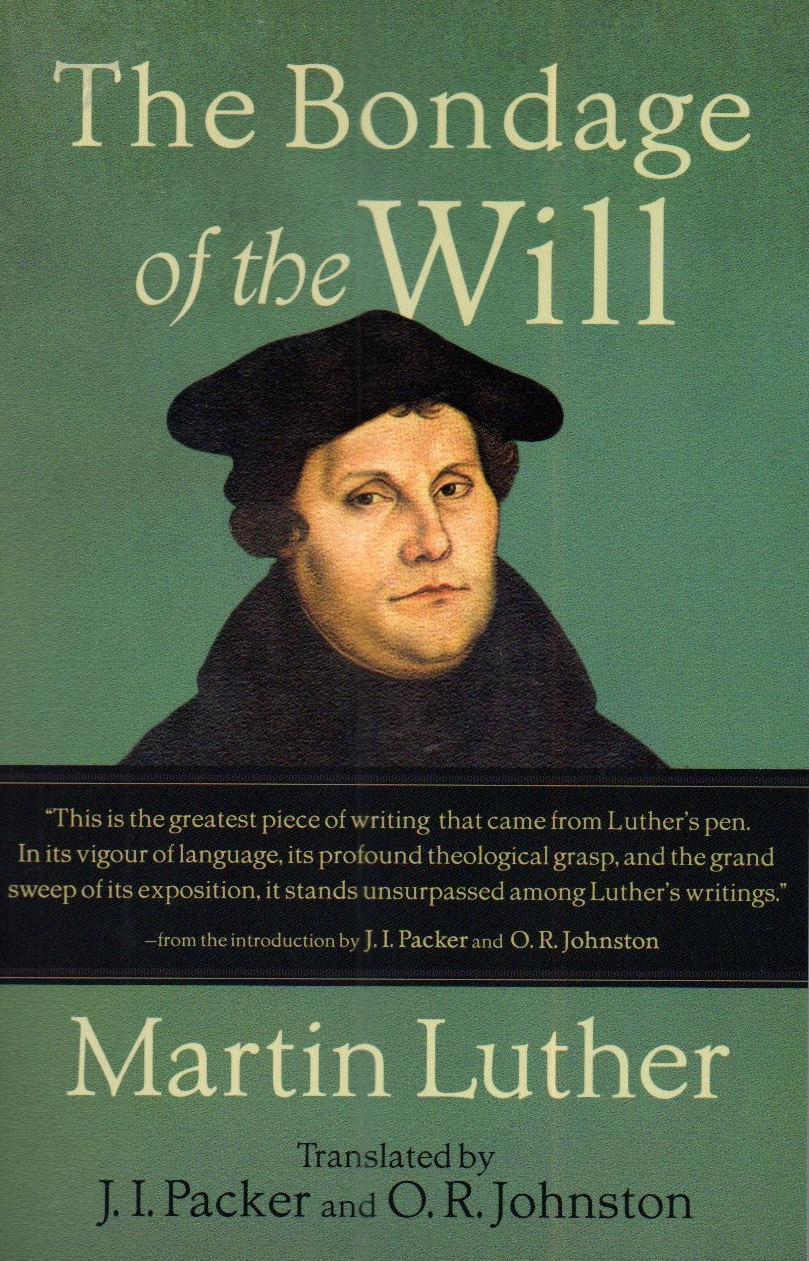 The Bondage
of the Will
“This is the greatest piece of writing that came from Luther’s pen.
In its vigour of language, its profound theological grasp, and the grand
sweep of its exposition, it stands unsurpassed among Luther’s writings.”
–from the introduction by J. I. Packer and O. R. Johnston
Martin Luther
Translated by
J. I. Packer and O. R. Johnston